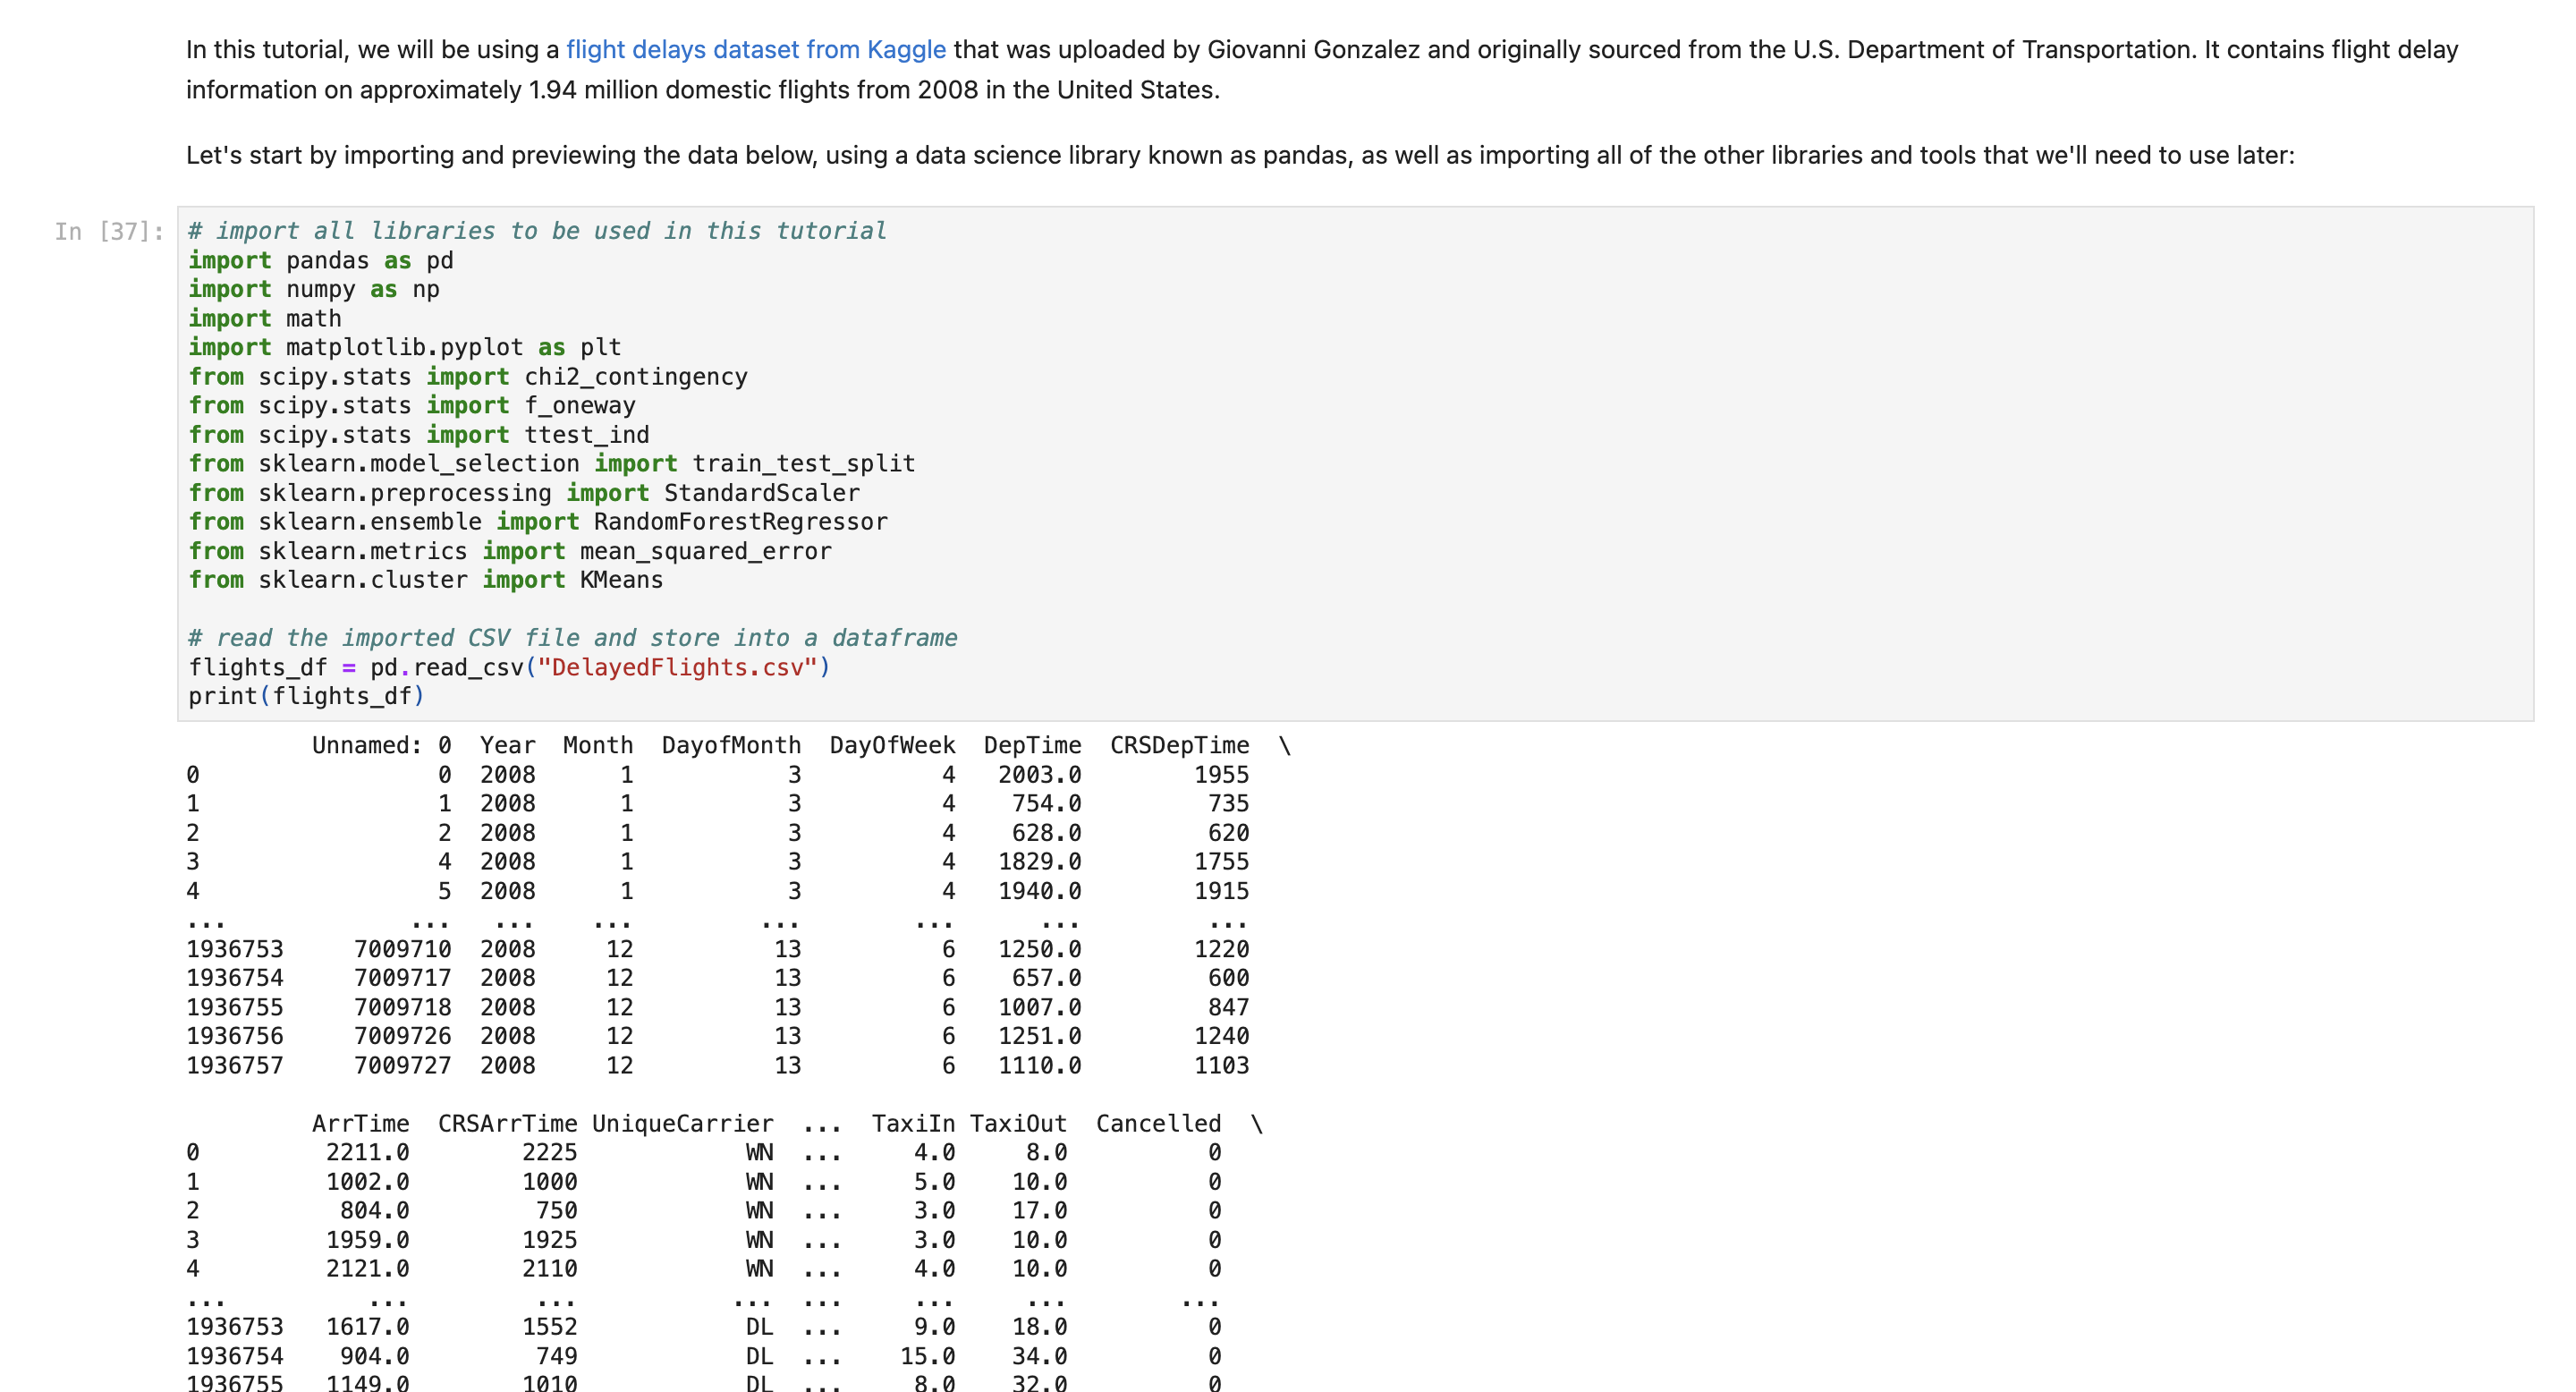 In this tutorial, we will be using a flight delays dataset from Kaggle that was uploaded by Giovanni Gonzalez and originally sourced from the U.S. Department of Transportation. It contains flight delay
information on approximately 1.94 million domestic flights from 2008 in the United States.
Let's start by importing and previewing the data below, using a data science library known as pandas, as well as importing all of the other libraries and tools that we'll need to use later:
In [37]: # import all libraries to be used in this tutorial
import pandas as pd
import numpy as np
import math
import matplotlib.pyplot as plt
from scipy.stats import chi2_contingency
from scipy.stats import f_oneway
from scipy.stats import ttest_ind
from sklearn.model_selection import train_test_split
from sklearn.preprocessing import StandardScaler
from sklearn.ensemble import RandomForestRegressor
from sklearn.metrics import mean_squared_error
from sklearn.cluster import KMeans
# read the imported CSV file and store into a dataframe
flights_df = pd.read_csv("DelayedFlights.csv")
print(flights_df)
Unnamed: 0 Year Month DayofMonth DayOfWeek DepTime CRSDepTime \
0 0 2008 1 3 4 2003.0 1955
1 1 2008 1 3 4 754.0 735
2 2 2008 1 3 4 628.0 620
3 4 2008 1 3 4 1829.0 1755
4 5 2008 1 3 4 1940.0 1915
... ... ... ... ... ... ... ...
1936753 7009710 2008 12 13 6 1250.0 1220
1936754 7009717 2008 12 13 6 657.0 600
1936755 7009718 2008 12 13 6 1007.0 847
1936756 7009726 2008 12 13 6 1251.0 1240
1936757 7009727 2008 12 13 6 1110.0 1103
ArrTime CRSArrTime UniqueCarrier ... TaxiIn TaxiOut Cancelled \
0 2211.0 2225 WN ... 4.0 8.0 0
1 1002.0 1000 WN ... 5.0 10.0 0
2 804.0 750 WN ... 3.0 17.0 0
3 1959.0 1925 WN ... 3.0 10.0 0
4 2121.0 2110 WN ... 4.0 10.0 0
... ... ... ... ... ... ... ...
1936753 1617.0 1552 DL ... 9.0 18.0 0
1936754 904.0 749 DL ... 15.0 34.0 0
1936755 1149.0 1010 DL ... 8.0 32.0 0